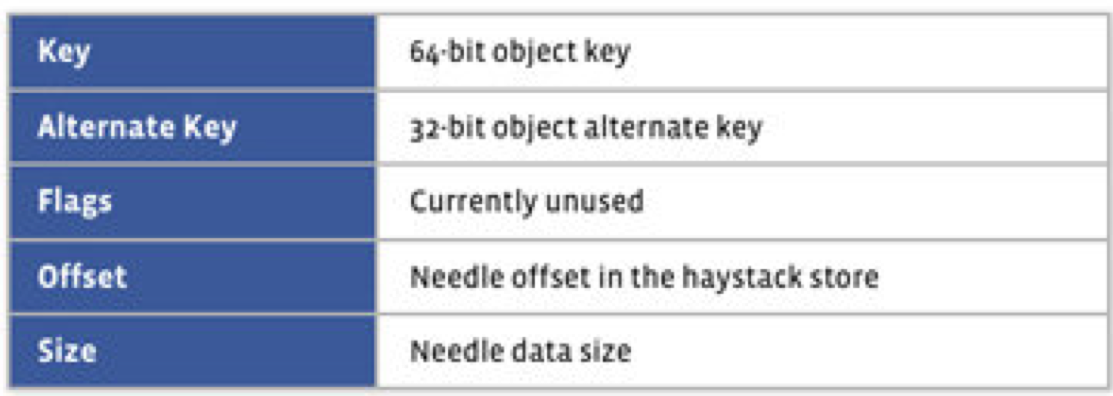 Key 64-bit object key
Alternate Key 32-bit object alternate key
Flags Currently unused
Offset Needle offset in the haystack store
Size Needle data size